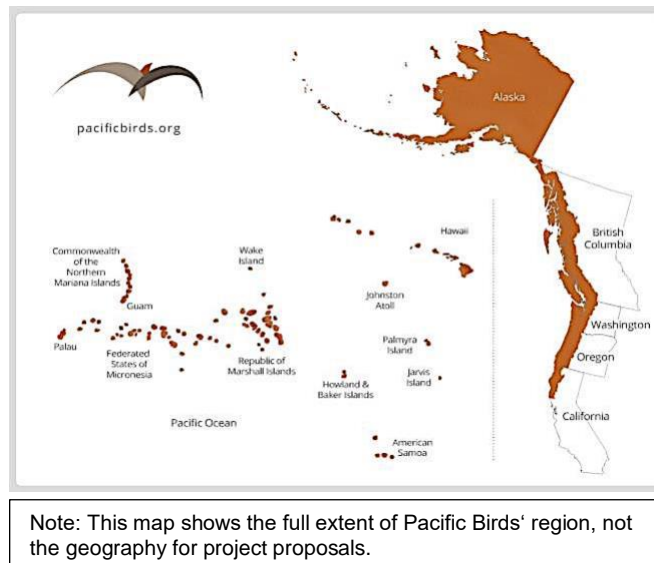 pacificbirds.org
Alaska
British
Columbia
Washington
Oregon
California
Hawaii
Commonwealth
of the
Northern
Mariana Islands
Guam
Wake
Island
Johnston
Atoll
Palau
Federated
States of
Micronesia
Republic of
Marshall Islands
Palmyra
Island
Howland &
Baker Islands
Jarvis
Island
Pacific Ocean
American
Samoa
Note: This map shows the full extent of Pacific Birds‘ region, not
the geography for project proposals.